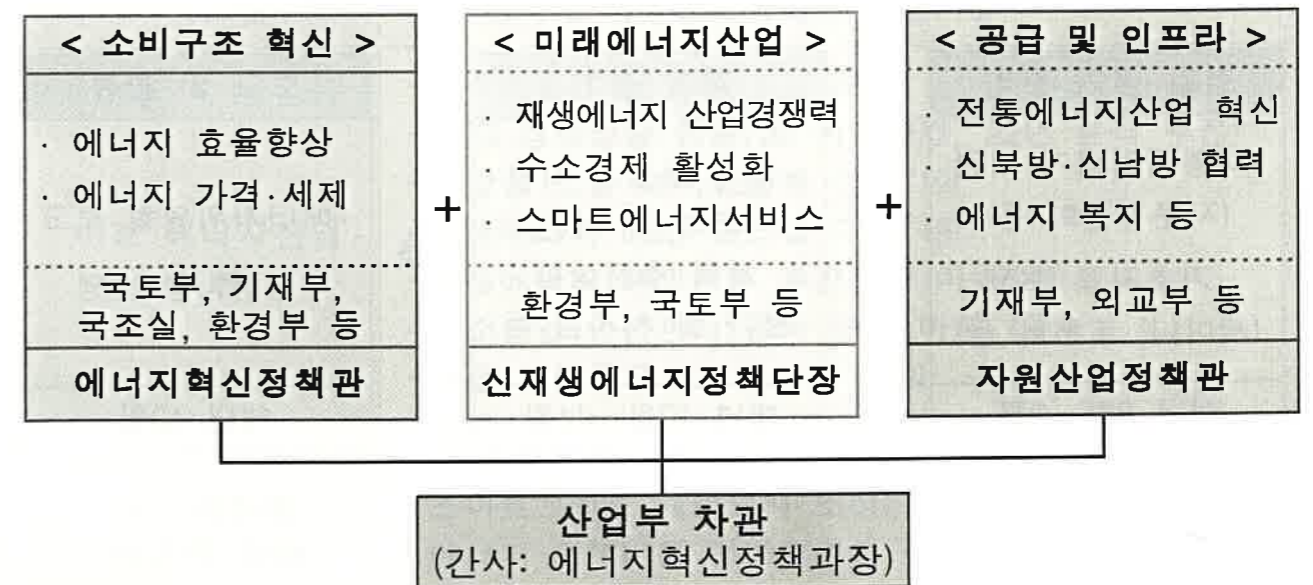 < 소비구조 혁신 >
· 에너지 효율향상
· 에너지 가격·세제
국토부, 기재부,
국조실, 환경부 등
에너지혁신정책관
+
< 미래에너지산업 >
· 재생에너지 산업경쟁력
· 수소경제 활성화
· 스마트에너지서비스
환경부, 국토부 등
신재생에너지정책단장
+
< 공급 및 인프라 >
· 전통에너지산업 혁신
· 신북방·신남방 협력
· 에너지 복지 등
기재부, 외교부 등
자원산업정책관
산업부 차관
(간사: 에너지혁신정책과장)